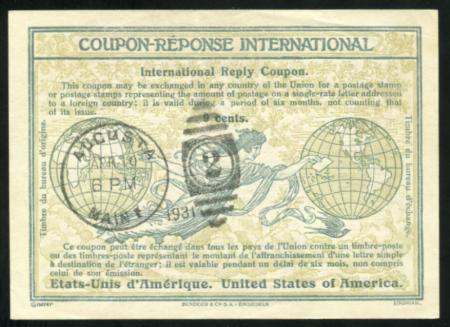 COUPON-RÉPONSE INTERNATIONAL
International Reply Coupon.
This coupon may be exchanged in any country of the Union for a postage stamp
or postage stamps representing the amount of postage on a single-rate letter addressed
to a foreign country; it is valid during a period of six months, not counting that
of its issue.
9 cents.
Timbre du bureau d'origine.
AUGUSTA
APR 10
6 PM
MAINE
1931
2
Timbre du bureau d'échange.
Ce coupon peut être échangé dans tous les pays de l'Union contre un timbre-poste
ou des timbres-poste représentant le montant de l'affranchissement d'une lettre simple
à destination de l'étranger; il est valable pendant un délai de six mois, non compris
celui de son émission.
Etats-Unis d'Amérique. United States of America.